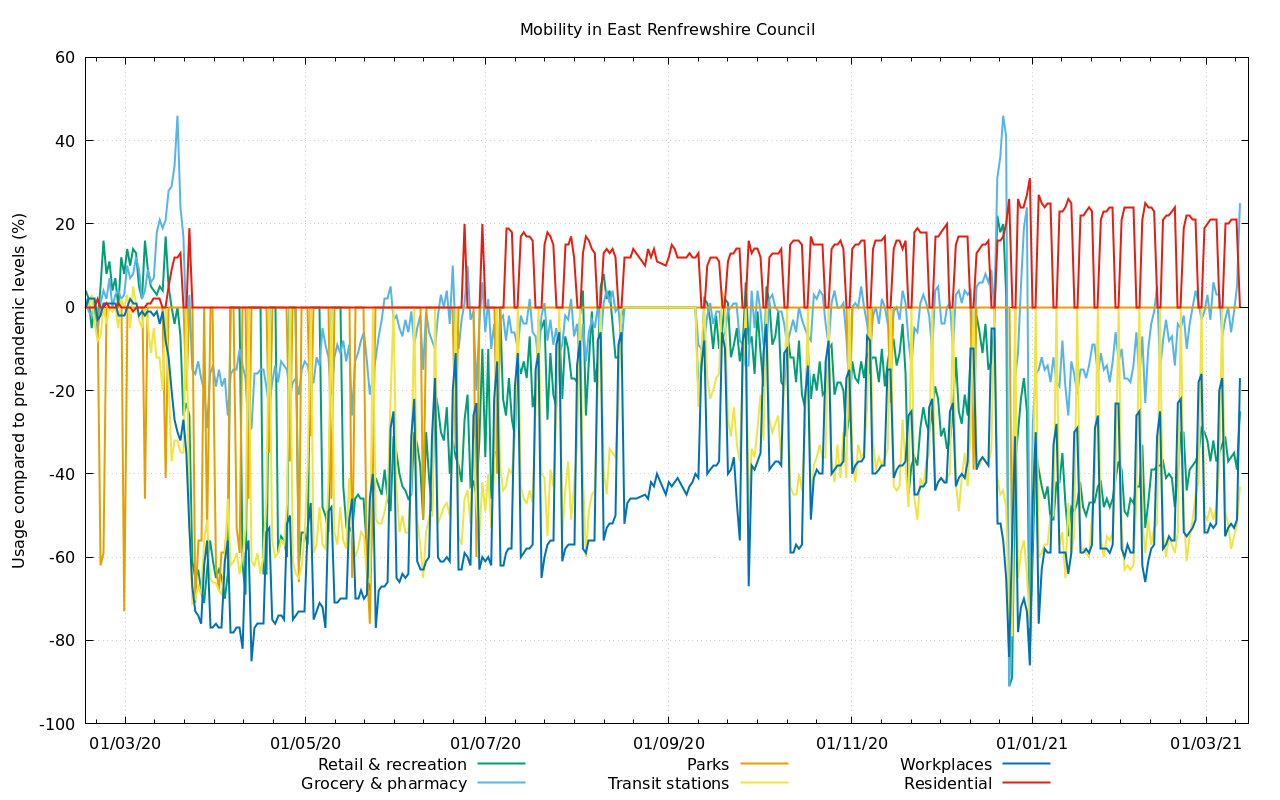 Mobility in East Renfrewshire Council
Usage compared to pre pandemic levels (%)
60
40
20
0
-20
-40
-60
-80
-100
01/03/20 01/05/20 01/07/20 01/09/20 01/11/20 01/01/21 01/03/21
Retail & recreation Parks Workplaces
Grocery & pharmacy Transit stations Residential